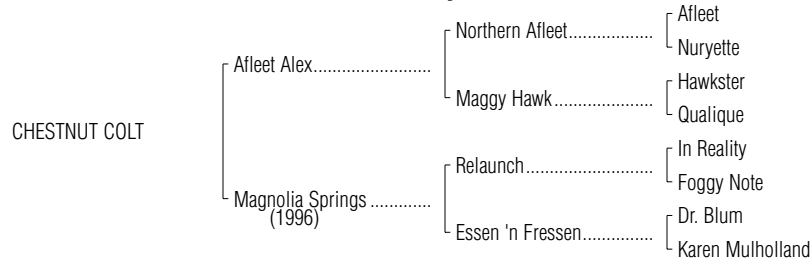 Afleet
Northern Afleet..................
Nuryette
Afleet Alex.........................
Hawkster
Maggy Hawk.....................
Qualique
CHESTNUT COLT
In Reality
Relaunch...........................
Foggy Note
Magnolia Springs .............
(1996)
Dr. Blum
Essen 'n Fressen...............
Karen Mulholland